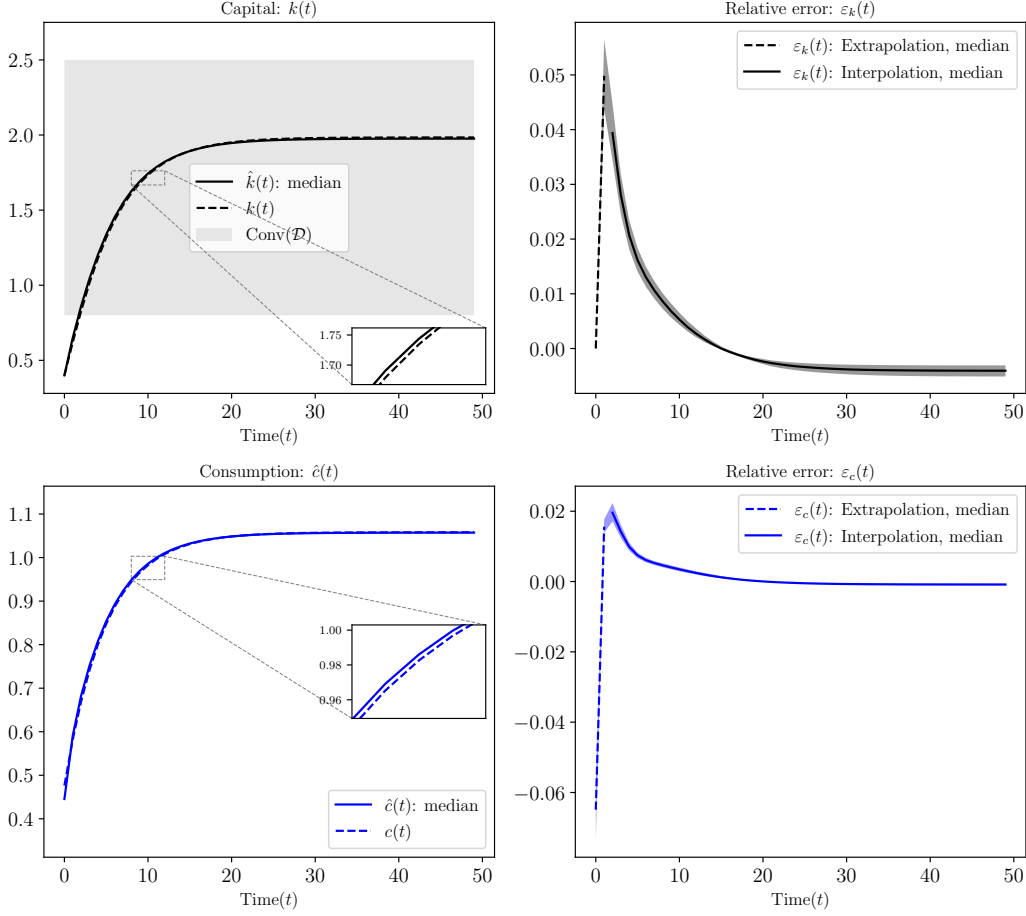 Capital: k(t)
2.5
2.0
1.5
1.0
0.5
k̂(t): median
k(t)
Conv(𝒟)
1.75
1.70
0 10 20 30 40 50
Time(t)
Relative error: ε_k(t)
ε_k(t): Extrapolation, median
ε_k(t): Interpolation, median
0.05
0.04
0.03
0.02
0.01
0.00
0 10 20 30 40 50
Time(t)
Consumption: ĉ(t)
1.1
1.0
0.9
0.8
0.7
0.6
0.5
0.4
1.00
0.98
0.96
ĉ(t): median
c(t)
0 10 20 30 40 50
Time(t)
Relative error: ε_c(t)
ε_c(t): Extrapolation, median
ε_c(t): Interpolation, median
0.02
0.00
−0.02
−0.04
−0.06
0 10 20 30 40 50
Time(t)